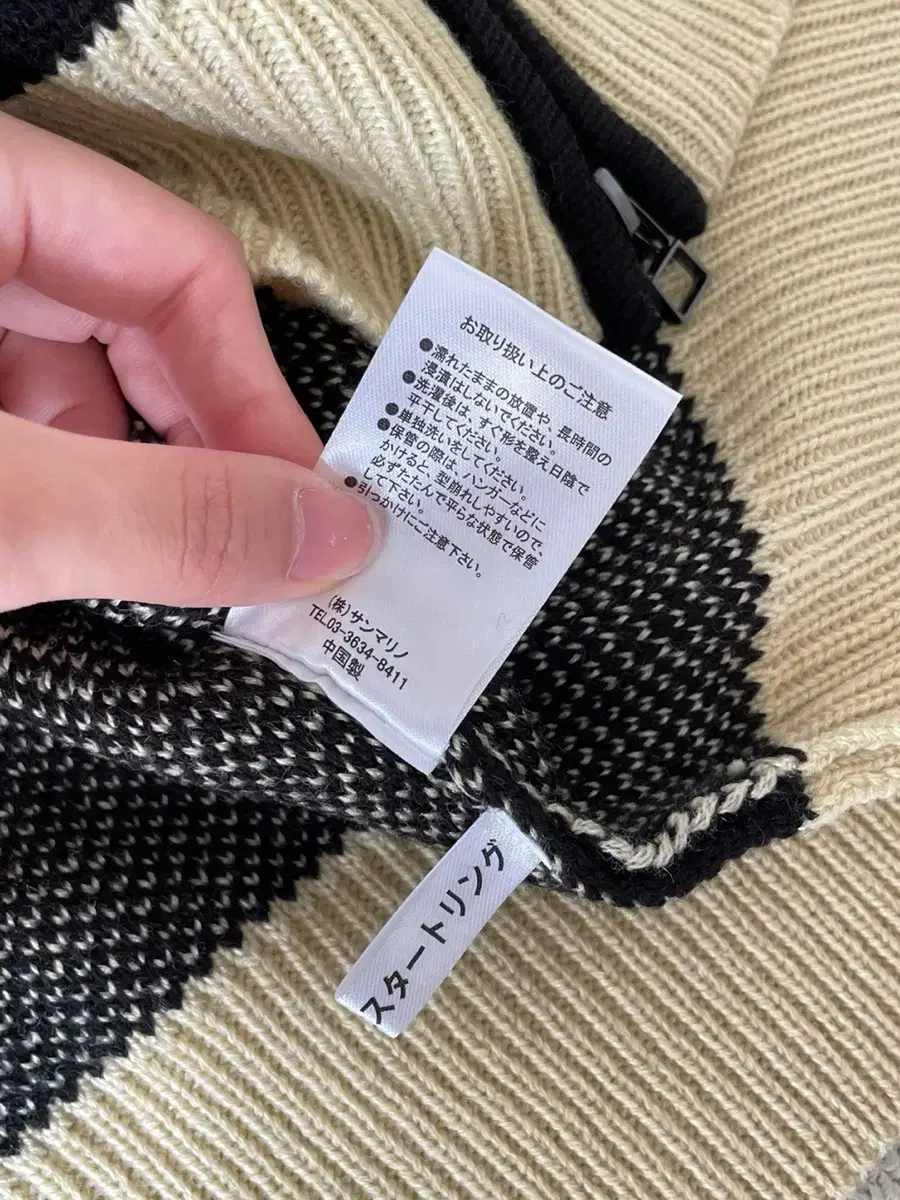 お取り扱い上のご注意
●濡れたままの放置や、長時間の
浸漬はしないでください。
●洗濯後は、すぐ形を整え日陰で
平干してください。
●単独洗いをしてください。
●保管の際は、ハンガーなどに
かけると、型崩れしやすいので、
必ずたたんで平らな状態で保管
して下さい。
●引っかけにご注意下さい。
(株)サンマリノ
TEL.03-3634-8411
中国製
スタートリング